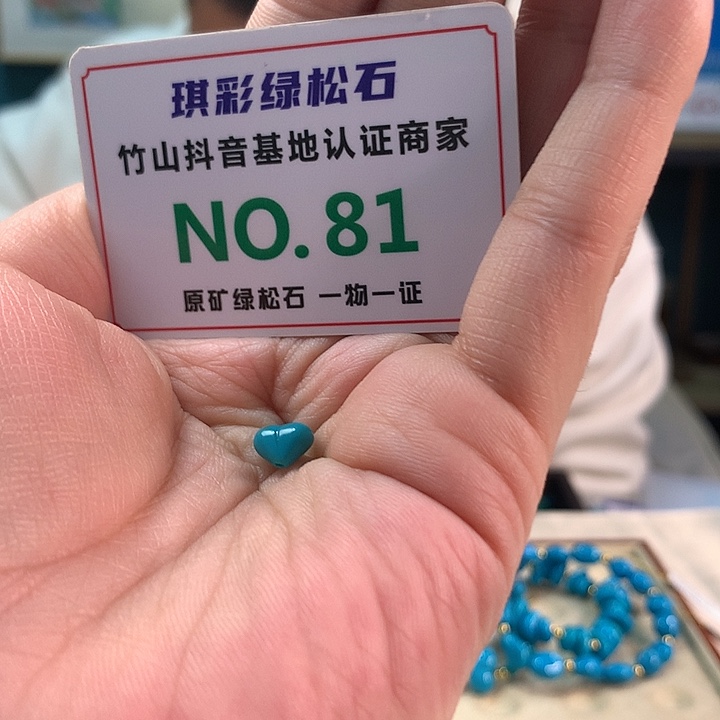 琪彩绿松石
竹山抖音基地认证商家
NO.81
原矿绿松石 一物一证